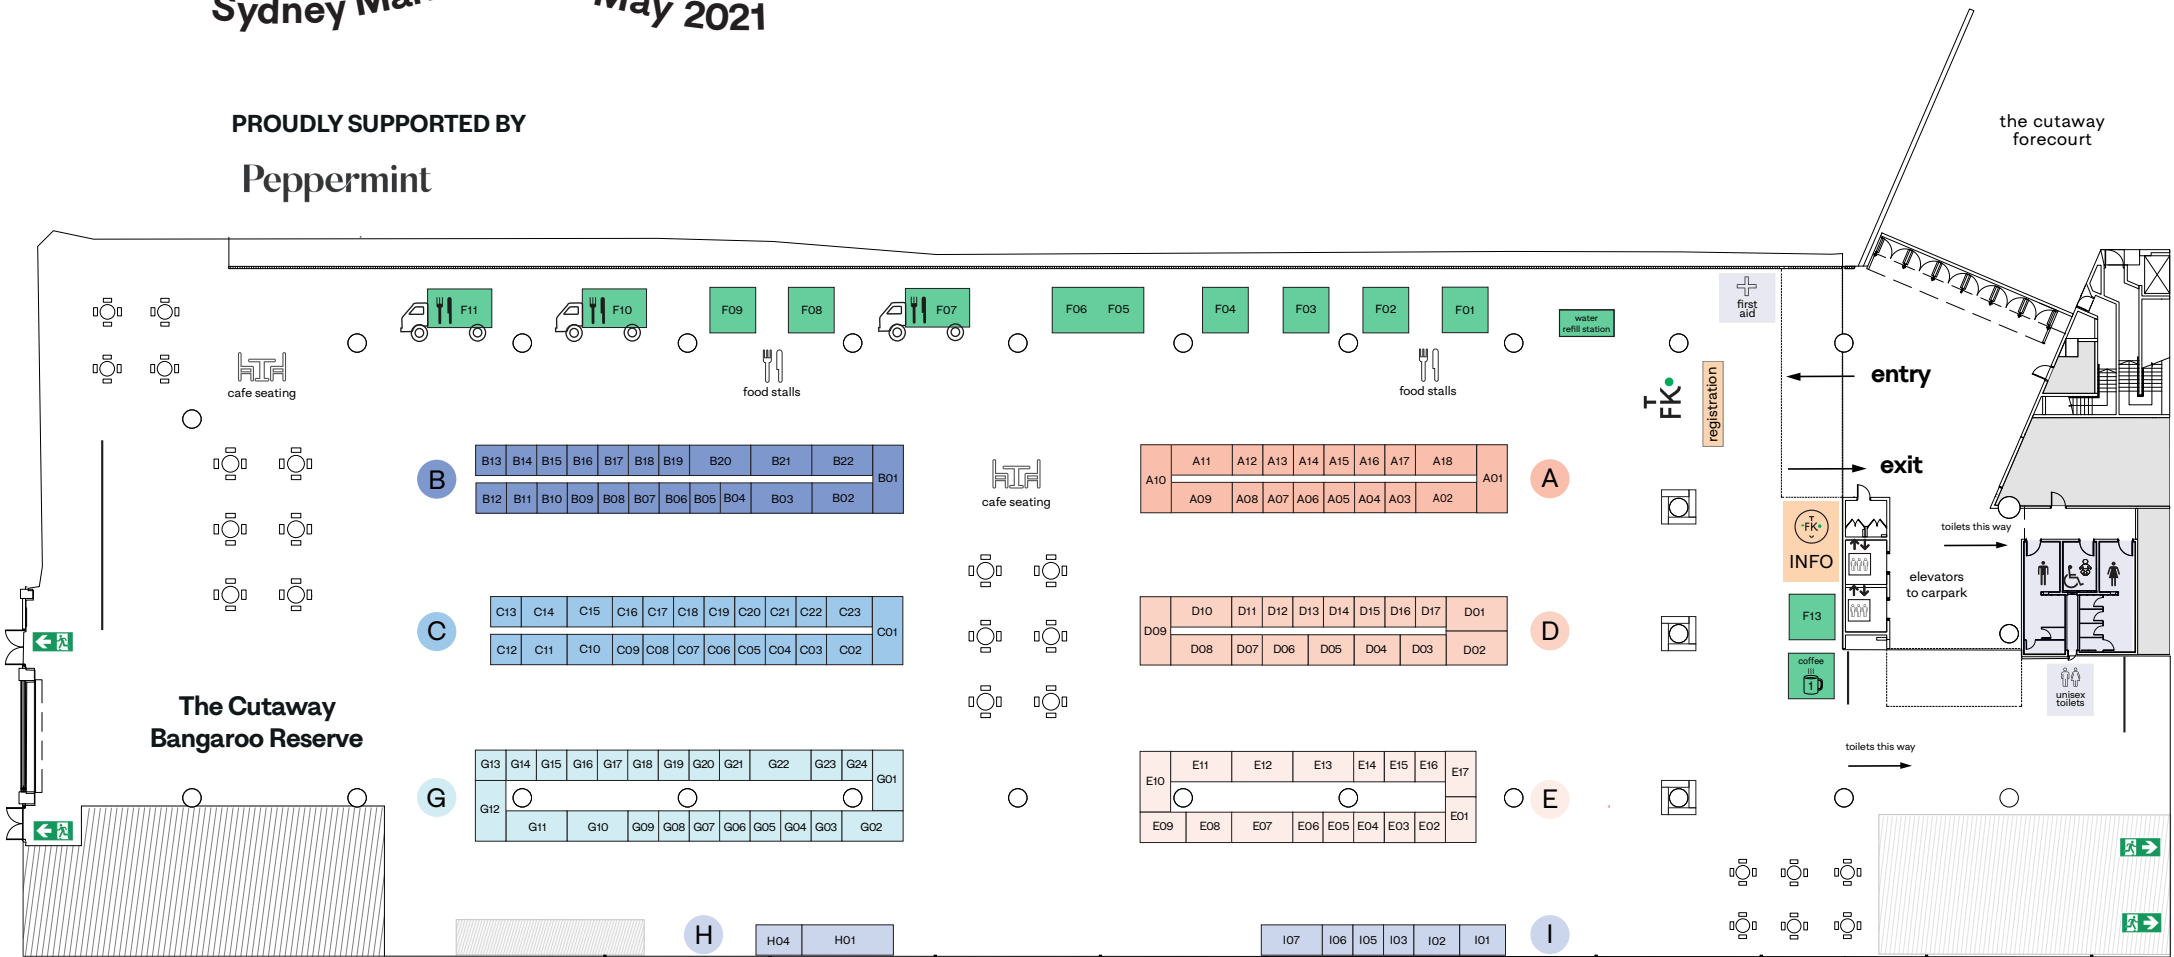 Sydney Mar
May 2021
PROUDLY SUPPORTED BY
Peppermint
the cutaway
forecourt
F11
F10
F09
F08
F07
F06 F05
F04
F03
F02
F01
water
refill station
first
aid
cafe seating
food stalls
food stalls
TFK
registration
entry
exit
B
B13 B14 B15 B16 B17 B18 B19 B20 B21 B22
B01
B12 B11 B10 B09 B08 B07 B06 B05 B04 B03 B02
cafe seating
A10
A11 A12 A13 A14 A15 A16 A17 A18
A01
A09 A08 A07 A06 A05 A04 A03 A02
A
TFK
INFO
toilets this way
elevators
to carpark
C
C13 C14 C15 C16 C17 C18 C19 C20 C21 C22 C23
C01
C12 C11 C10 C09 C08 C07 C06 C05 C04 C03 C02
D09
D10 D11 D12 D13 D14 D15 D16 D17 D01
D08 D07 D06 D05 D04 D03 D02
D
F13
coffee
1
unisex
toilets
The Cutaway
Bangaroo Reserve
toilets this way
G
G13 G14 G15 G16 G17 G18 G19 G20 G21 G22 G23 G24
G01
G12
G11 G10 G09 G08 G07 G06 G05 G04 G03 G02
E10
E11 E12 E13 E14 E15 E16
E17
E09 E08 E07 E06 E05 E04 E03 E02
E01
E
H
H04 H01
I07 I06 I05 I03 I02 I01
I